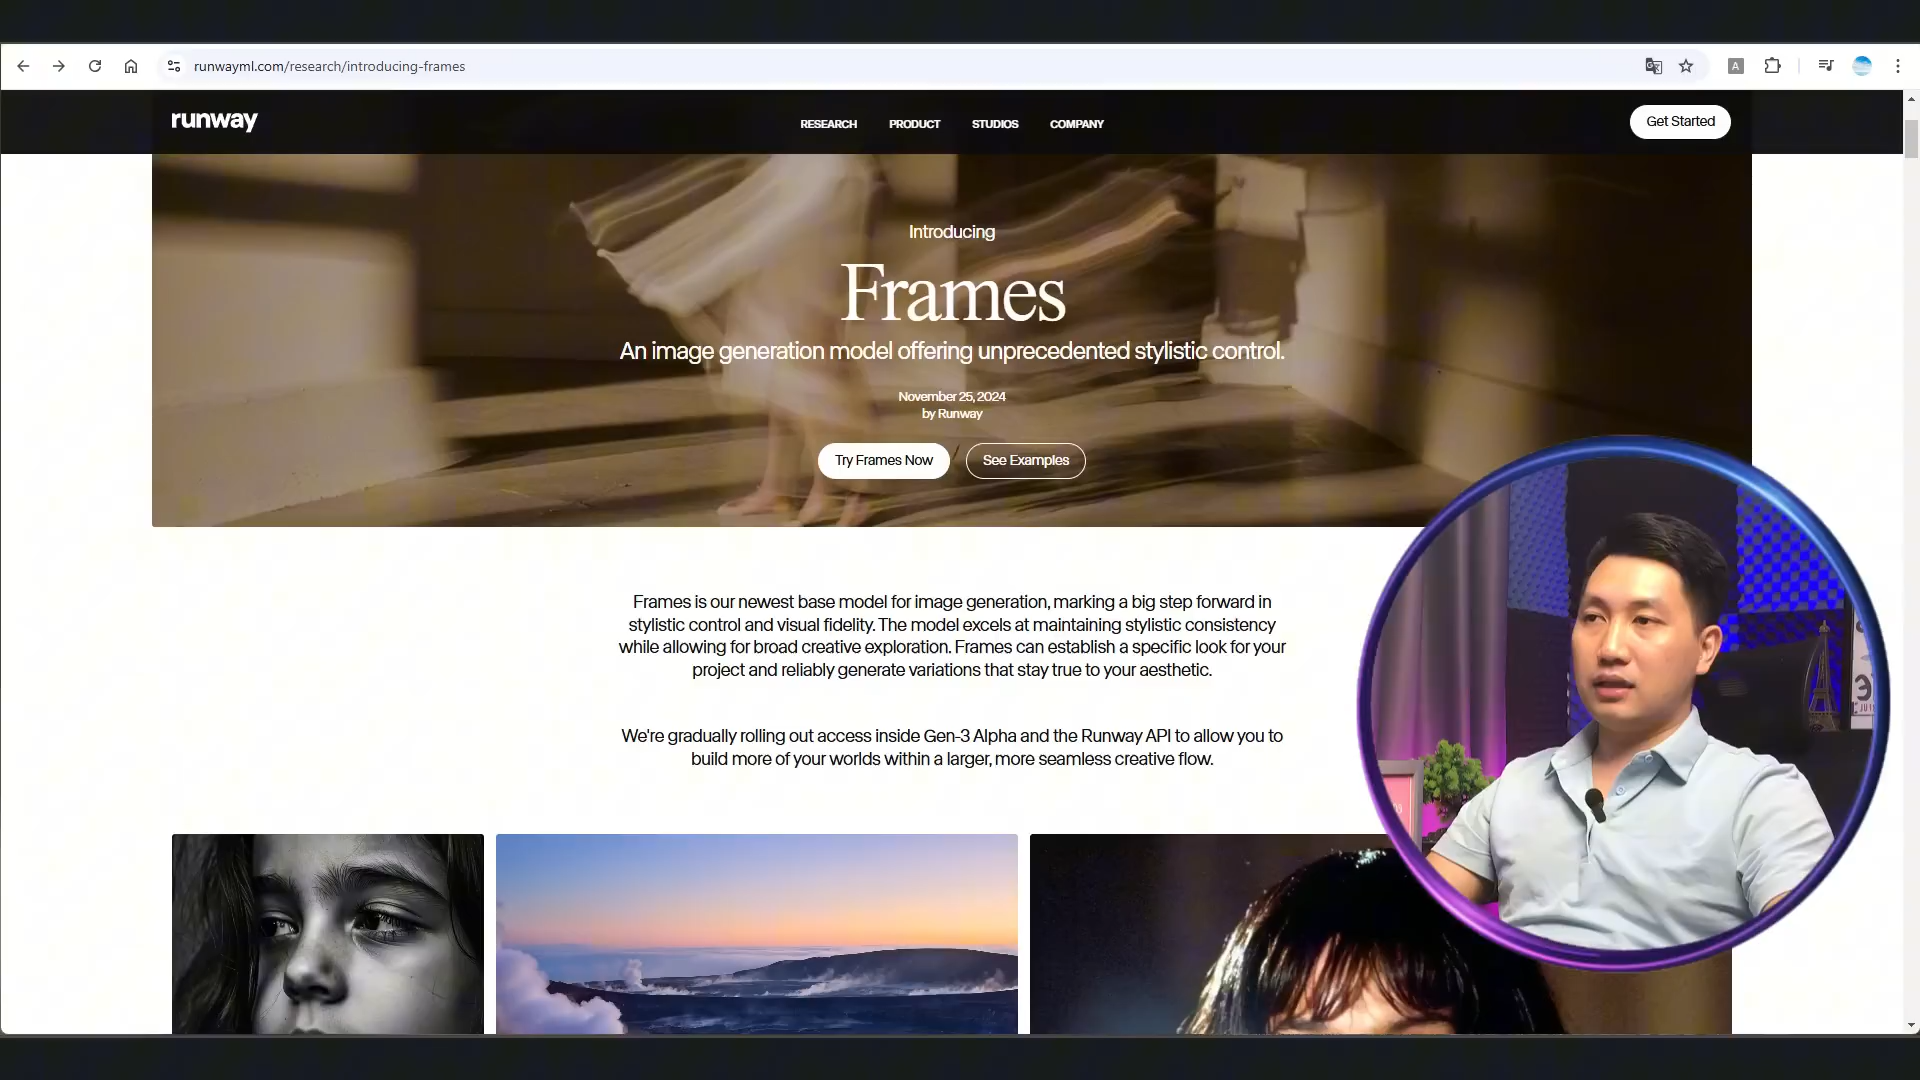 runwayml.com/research/introducing-frames
A
runway
RESEARCH PRODUCT STUDIOS COMPANY
Get Started
Introducing
Frames
An image generation model offering unprecedented stylistic control.
November 25, 2024
by Runway
Try Frames Now
See Examples
Frames is our newest base model for image generation, marking a big step forward in
stylistic control and visual fidelity. The model excels at maintaining stylistic consistency
while allowing for broad creative exploration. Frames can establish a specific look for your
project and reliably generate variations that stay true to your aesthetic.
We're gradually rolling out access inside Gen-3 Alpha and the Runway API to allow you to
build more of your worlds within a larger, more seamless creative flow.